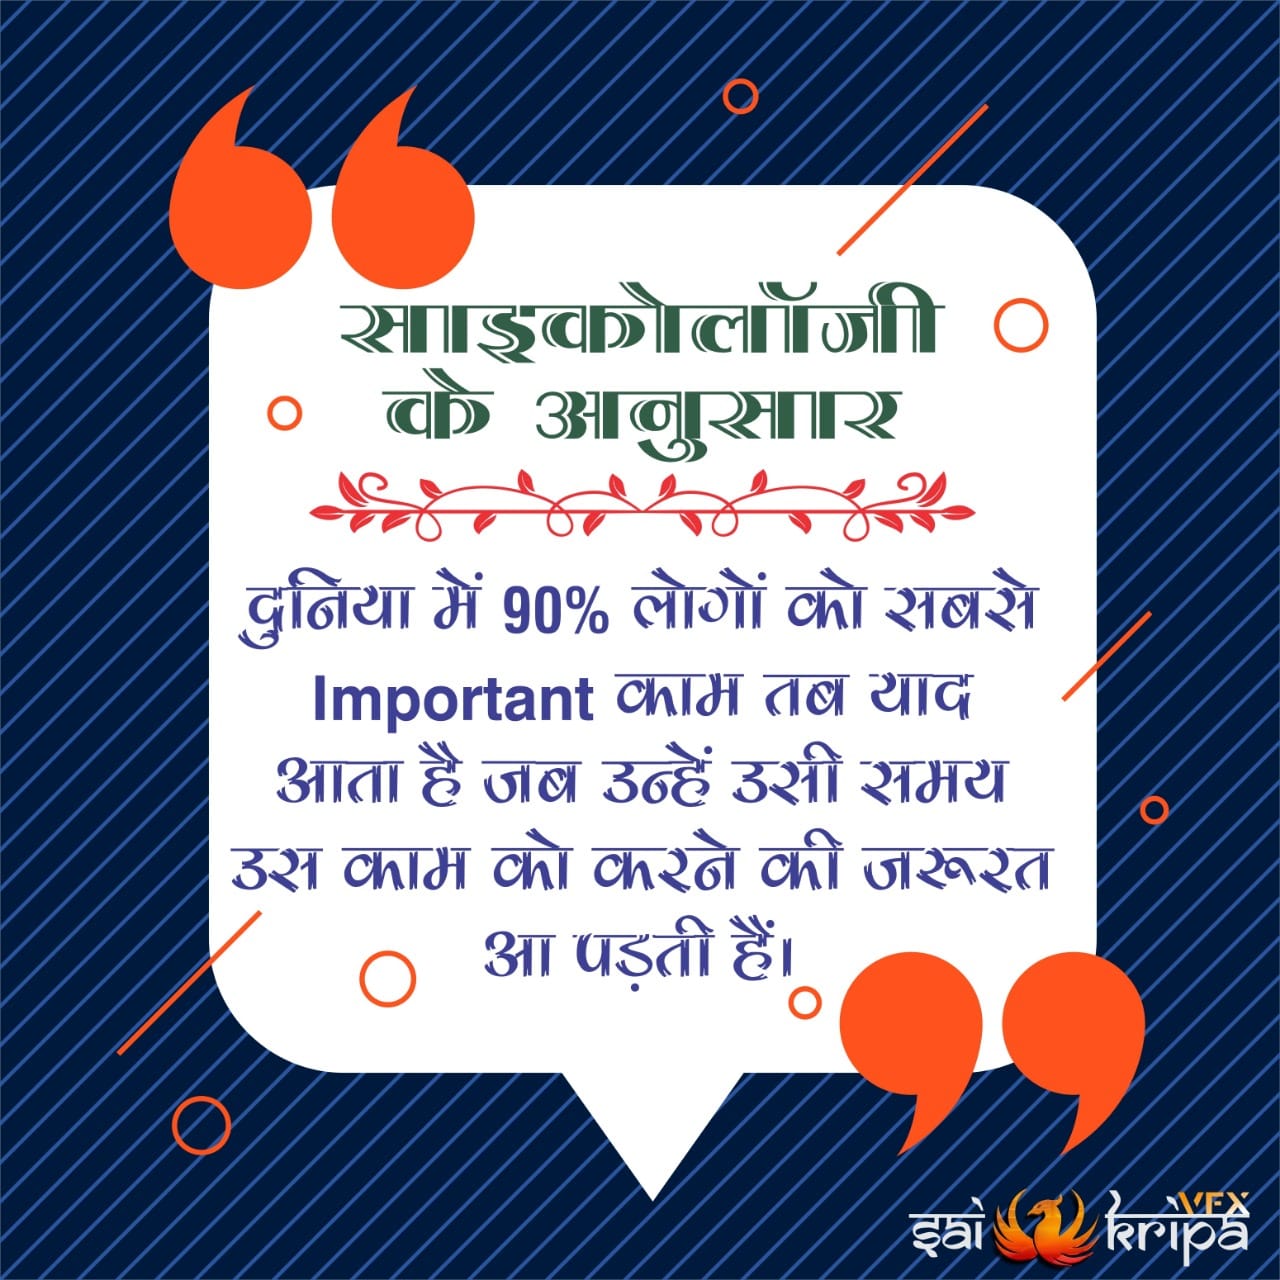 साइकोलॉजी
के अनुसार
दुनिया में 90% लोगों को सबसे
Important काम तब याद
आता है जब उन्हें उसी समय
उस काम को करने की जरूरत
आ पड़ती हैं।
VFX
sai kripa